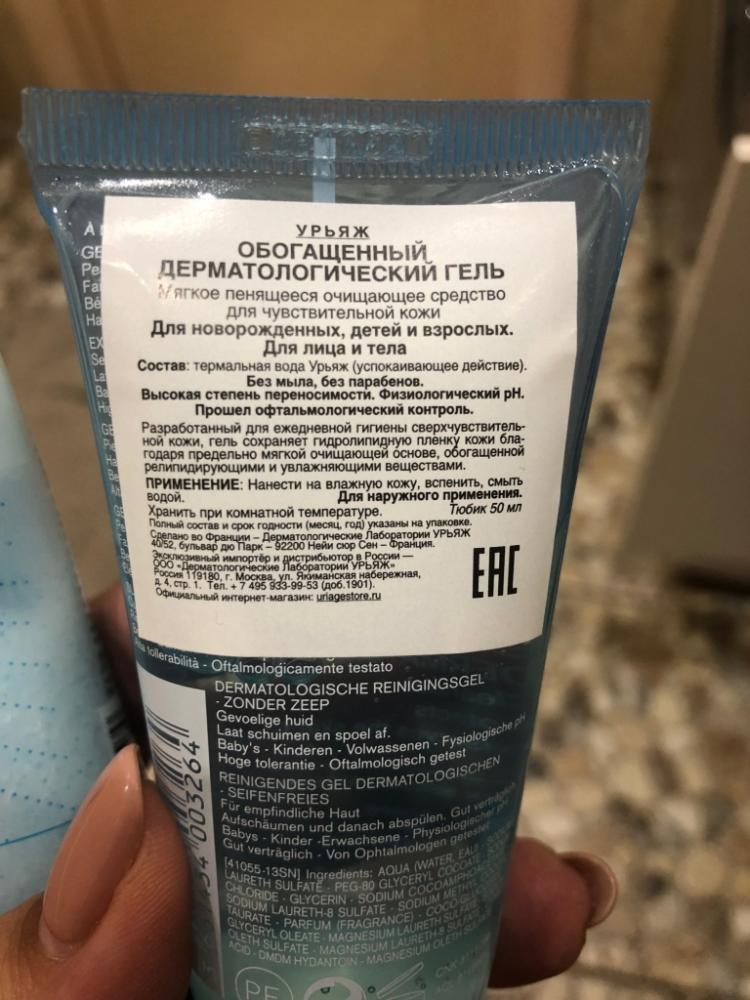 УРЬЯЖ
ОБОГАЩЕННЫЙ
ДЕРМАТОЛОГИЧЕСКИЙ ГЕЛЬ
Мягкое пенящееся очищающее средство
для чувствительной кожи
Для новорожденных, детей и взрослых.
Для лица и тела
Состав: термальная вода Урьяж (успокаивающее действие).
Без мыла, без парабенов.
Высокая степень переносимости. Физиологический pH.
Прошел офтальмологический контроль.
Разработанный для ежедневной гигиены сверхчувствитель-
ной кожи, гель сохраняет гидролипидную пленку кожи бла-
годаря предельно мягкой очищающей основе, обогащенной
релипидирующими и увлажняющими веществами.
ПРИМЕНЕНИЕ: Нанести на влажную кожу, вспенить, смыть
водой. Для наружного применения.
Хранить при комнатной температуре. Тюбик 50 мл
Полный состав и срок годности (месяц, год) указаны на упаковке.
Сделано во Франции – Дерматологические Лаборатории УРЬЯЖ
40/52, бульвар дю Парк – 92200 Нейи сюр Сен – Франция.
Эксклюзивный импортёр и дистрибьютор в России —
ООО «Дерматологические Лаборатории УРЬЯЖ»
Россия 119180, г. Москва, ул. Якиманская набережная,
д. 4, стр. 1. Тел. + 7 495 933-99-53 (доб.1901).
Официальный интернет-магазин: uriagestore.ru
EAC
tollerabilità - Oftalmologicamente testato
DERMATOLOGISCHE REINIGINGSGEL
- ZONDER ZEEP
Gevoelige huid
Laat schuimen en spoel af.
Baby's - Kinderen - Volwassenen - Fysiologische pH
Hoge tolerantie - Oftalmologisch getest
REINIGENDES GEL DERMATOLOGISCHEN
- SEIFENFREIES
Für empfindliche Haut
Aufschäumen und danach abspülen. Gut verträglich
Babys - Kinder - Erwachsene - Physiologischer pH
Gut verträglich - Von Ophtalmologen getestet
[41055-13SN] Ingredients: AQUA (WATER, EAU) - SODIUM
LAURETH SULFATE - PEG-80 GLYCERYL COCOATE - SODIUM
CHLORIDE - GLYCERIN - SODIUM
SODIUM LAURETH-8 SULFATE - SODIUM
TAURATE - PARFUM (FRAGRANCE) -
GLYCERYL OLEATE - MAGNESIUM LAURETH SULFATE
OLETH SULFATE - MAGNESIUM LAURETH-8 SULFATE
ACID - DMDM HYDANTOIN - MAGNESIUM OLETH
003264
PE